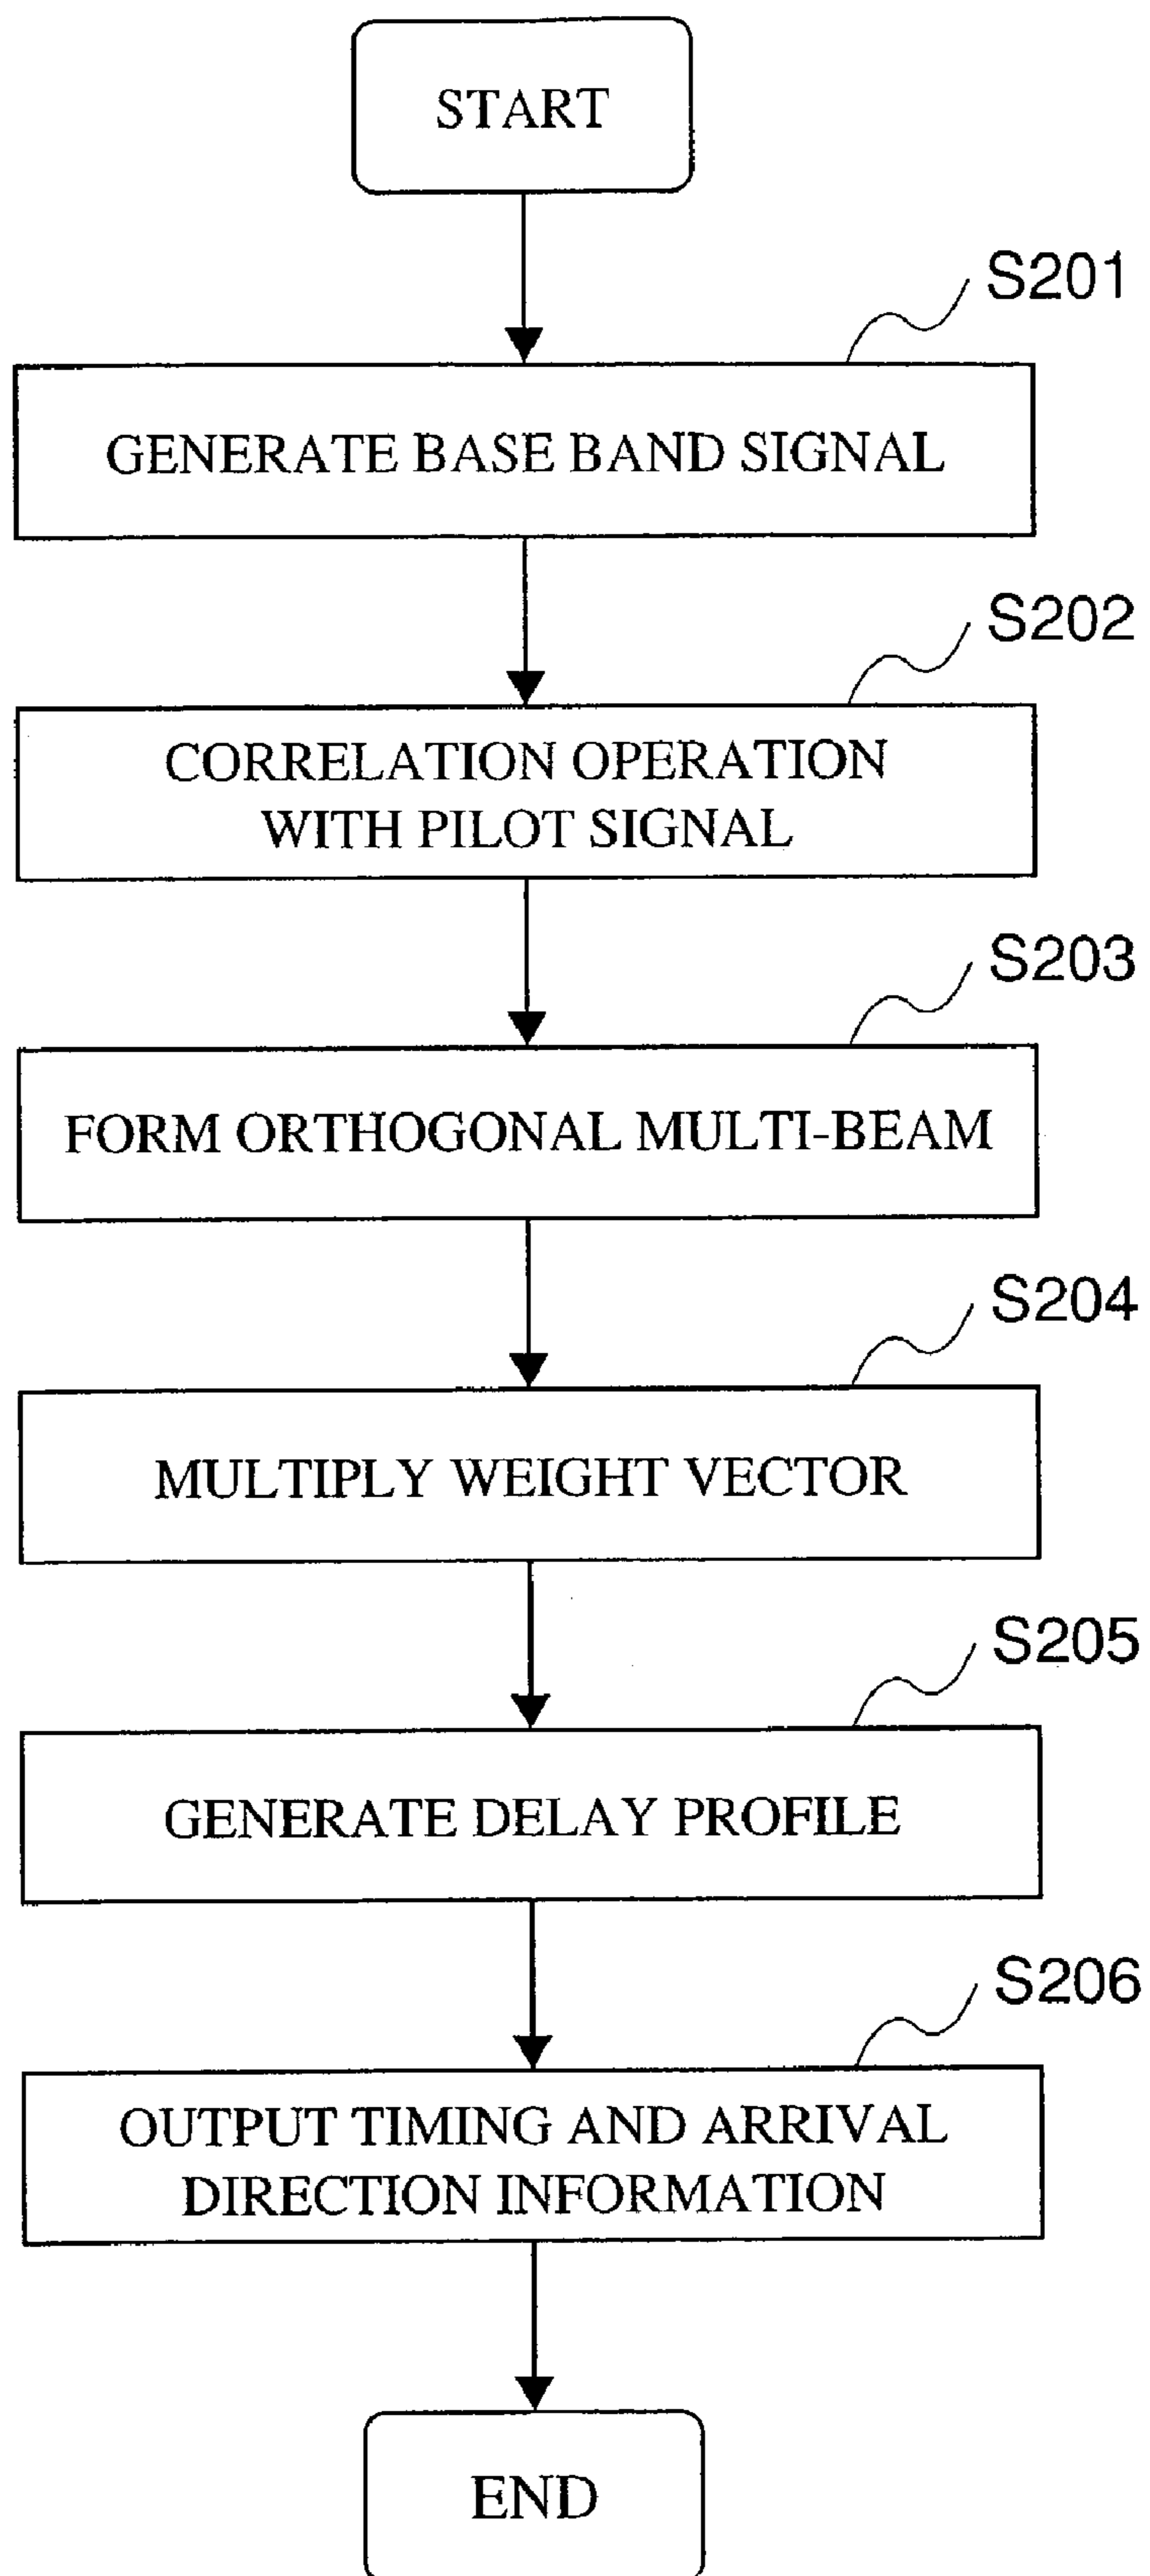 START
S201
GENERATE BASE BAND SIGNAL
S202
CORRELATION OPERATION
WITH PILOT SIGNAL
S203
FORM ORTHOGONAL MULTI-BEAM
S204
MULTIPLY WEIGHT VECTOR
S205
GENERATE DELAY PROFILE
S206
OUTPUT TIMING AND ARRIVAL
DIRECTION INFORMATION
END